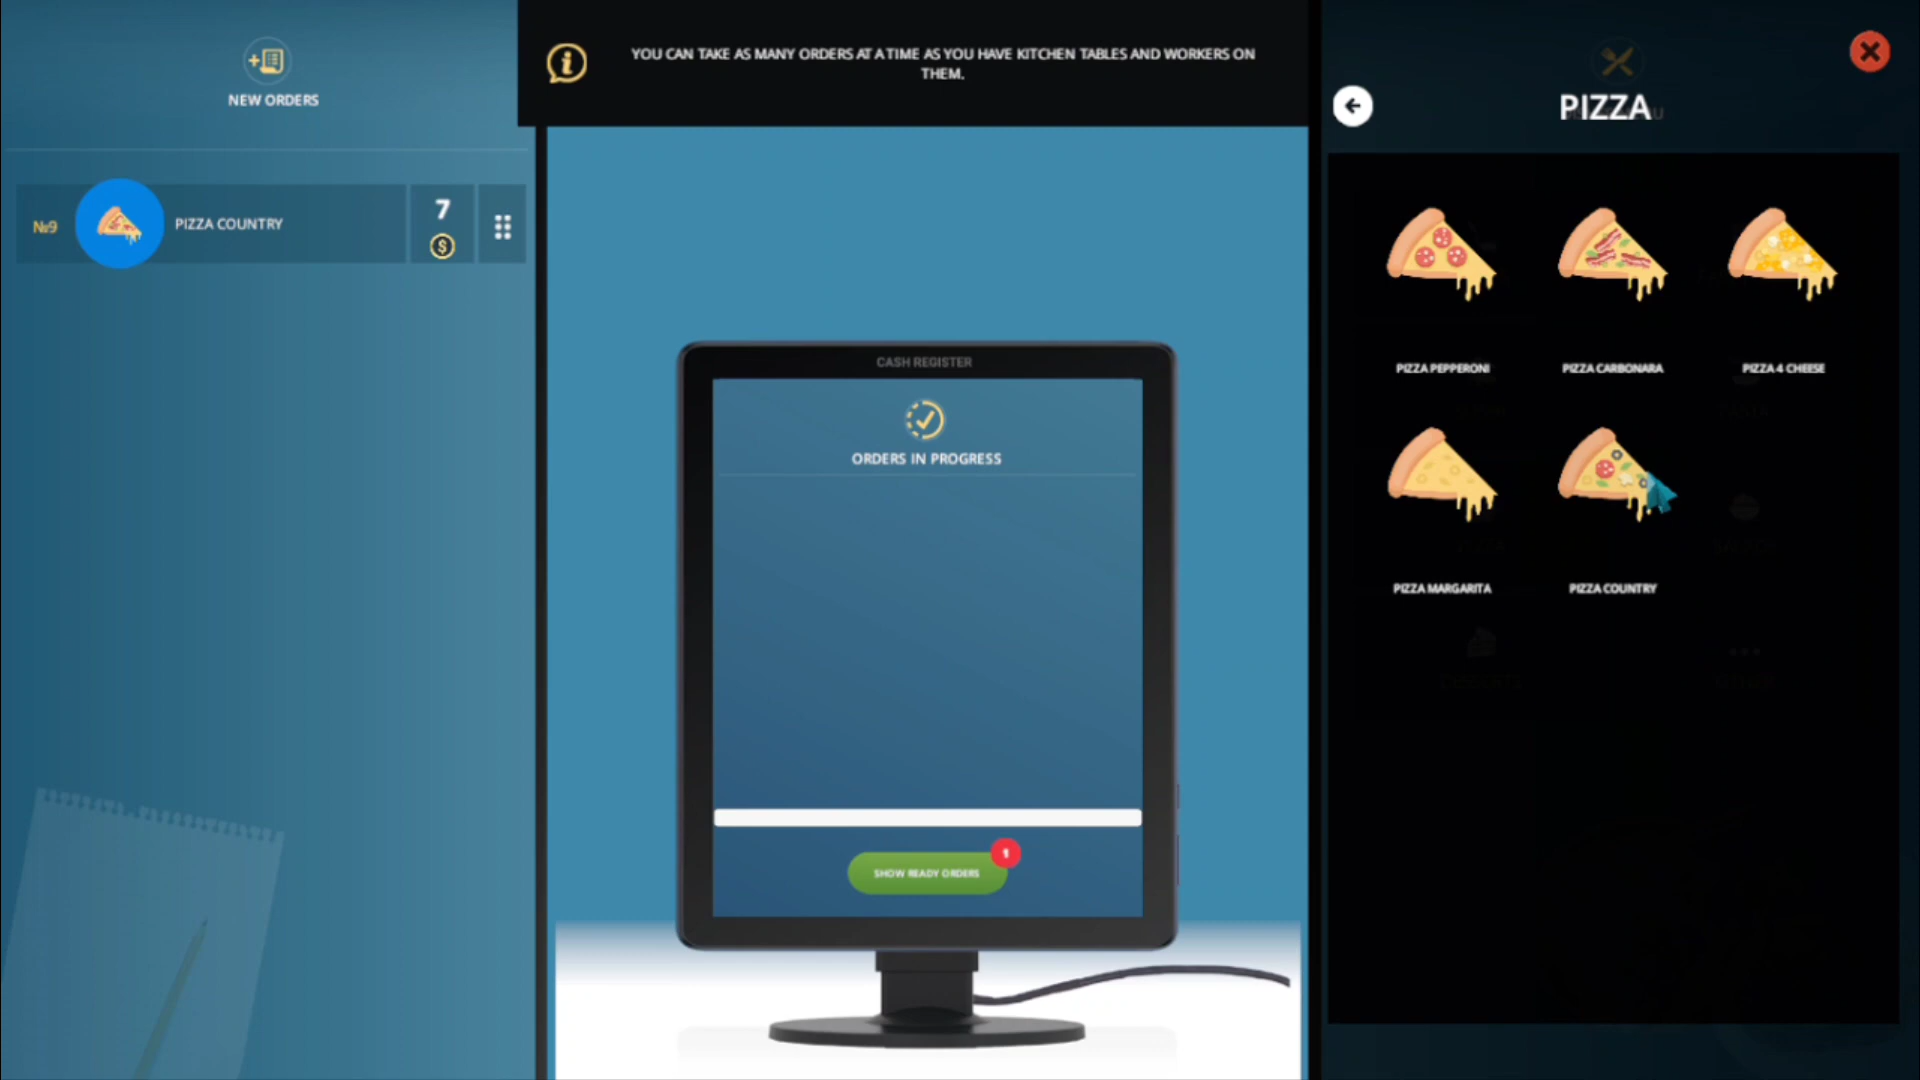 NEW ORDERS
№9
PIZZA COUNTRY
7
YOU CAN TAKE AS MANY ORDERS AT A TIME AS YOU HAVE KITCHEN TABLES AND WORKERS ON
THEM.
CASH REGISTER
ORDERS IN PROGRESS
SHOW READY ORDERS
1
PIZZA
PIZZA PEPPERONI
PIZZA CARBONARA
PIZZA 4 CHEESE
PIZZA MARGARITA
PIZZA COUNTRY
DESSERTS